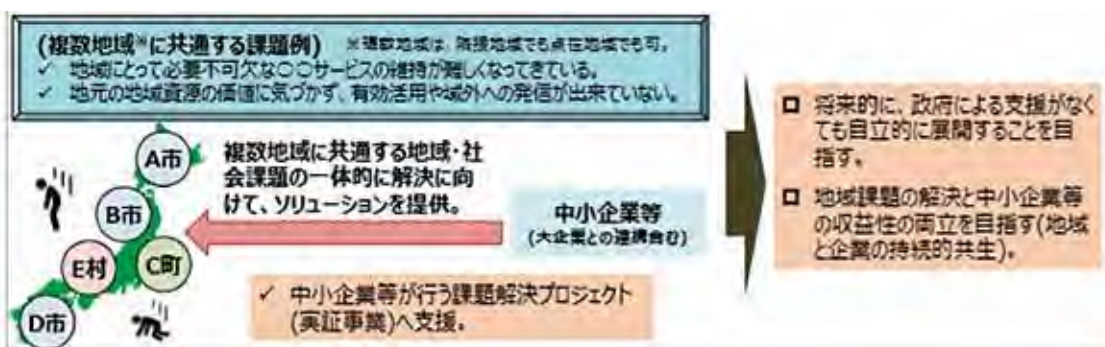 (複数地域※に共通する課題例) ※複数地域は、隣接地域でも点在地域でも可。
✓ 地域にとって必要不可欠な〇〇サービスの維持が難しくなってきている。
✓ 地元の地域資源の価値に気づかず、有効活用や域外への発信が出来ていない。
A市
B市
E村
C町
D市
複数地域に共通する地域・社
会課題の一体的に解決に向
けて、ソリューションを提供。
中小企業等
(大企業との連携含む)
✓ 中小企業等が行う課題解決プロジェクト
(実証事業)へ支援。
将来的に、政府による支援がなく
ても自立的に展開することを目
指す。
地域課題の解決と中小企業等
の収益性の両立を目指す(地域
と企業の持続的共生)。